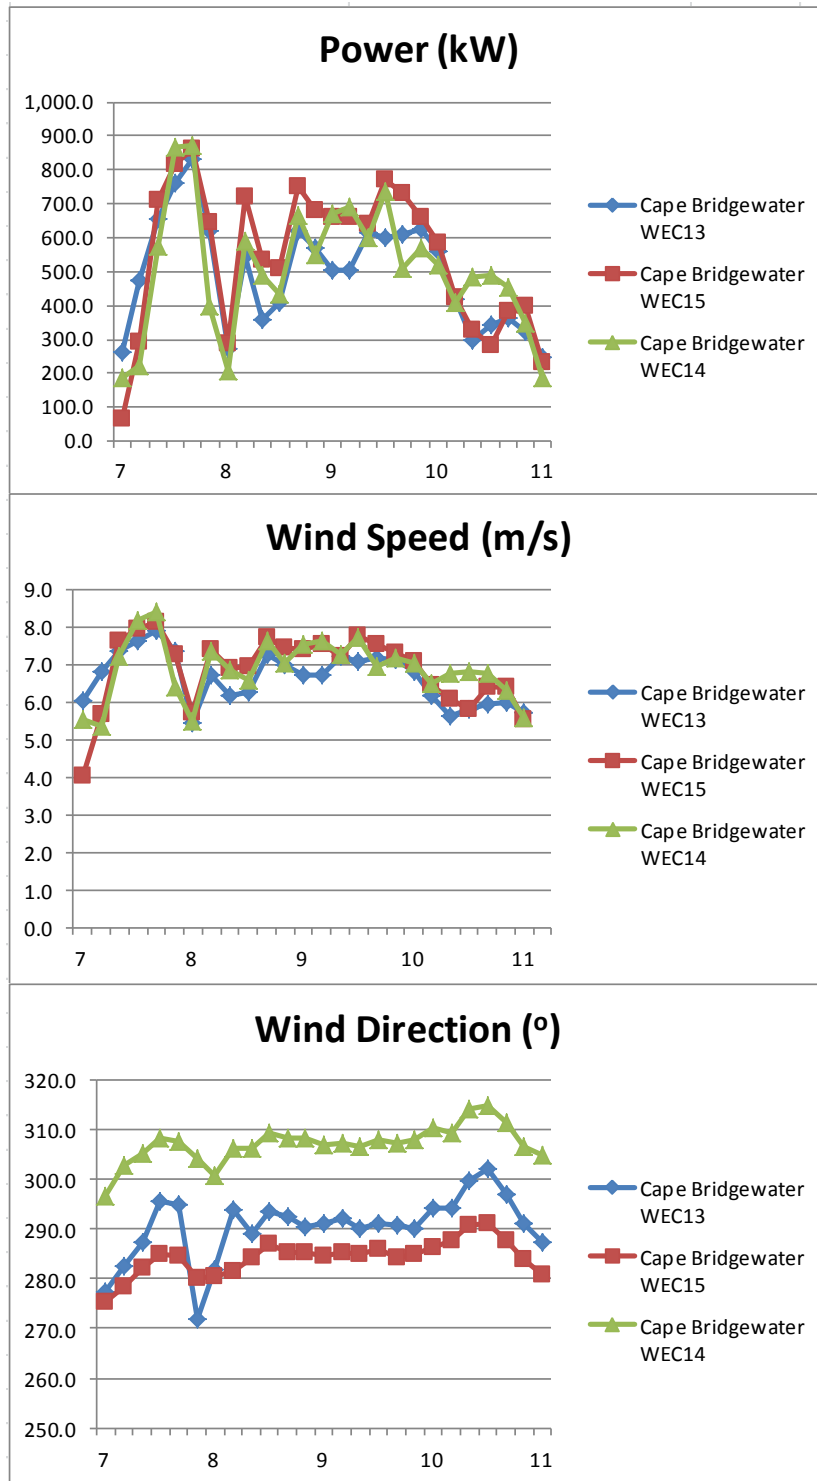 Power (kW)
1,000.0
900.0
800.0
700.0
600.0
500.0
400.0
300.0
200.0
100.0
0.0
7 8 9 10 11
Cape Bridgewater
WEC13
Cape Bridgewater
WEC15
Cape Bridgewater
WEC14
Wind Speed (m/s)
9.0
8.0
7.0
6.0
5.0
4.0
3.0
2.0
1.0
0.0
7 8 9 10 11
Cape Bridgewater
WEC13
Cape Bridgewater
WEC15
Cape Bridgewater
WEC14
Wind Direction (º)
320.0
310.0
300.0
290.0
280.0
270.0
260.0
250.0
7 8 9 10 11
Cape Bridgewater
WEC13
Cape Bridgewater
WEC15
Cape Bridgewater
WEC14